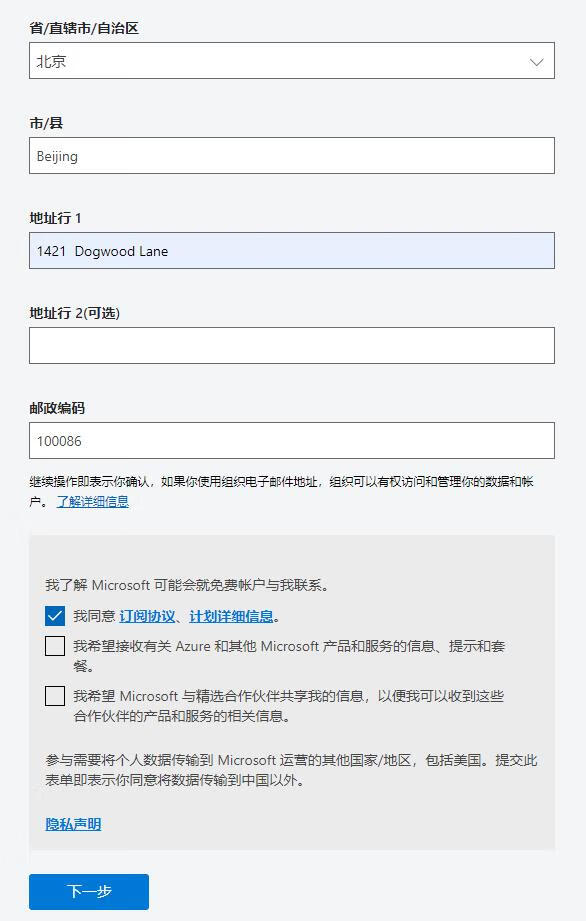 省/直辖市/自治区
北京
市/县
Beijing
地址行 1
1421  Dogwood Lane
地址行 2(可选)
邮政编码
100086
继续操作即表示你确认，如果你使用组织电子邮件地址，组织可以有权访问和管理你的数据和帐
户。 了解详细信息
我了解 Microsoft 可能会就免费帐户与我联系。
我同意 订阅协议、计划详细信息。
我希望接收有关 Azure 和其他 Microsoft 产品和服务的信息、提示和套
餐。
我希望 Microsoft 与精选合作伙伴共享我的信息，以便我可以收到这些
合作伙伴的产品和服务的相关信息。
参与需要将个人数据传输到 Microsoft 运营的其他国家/地区，包括美国。提交此
表单即表示你同意将数据传输到中国以外。
隐私声明
下一步